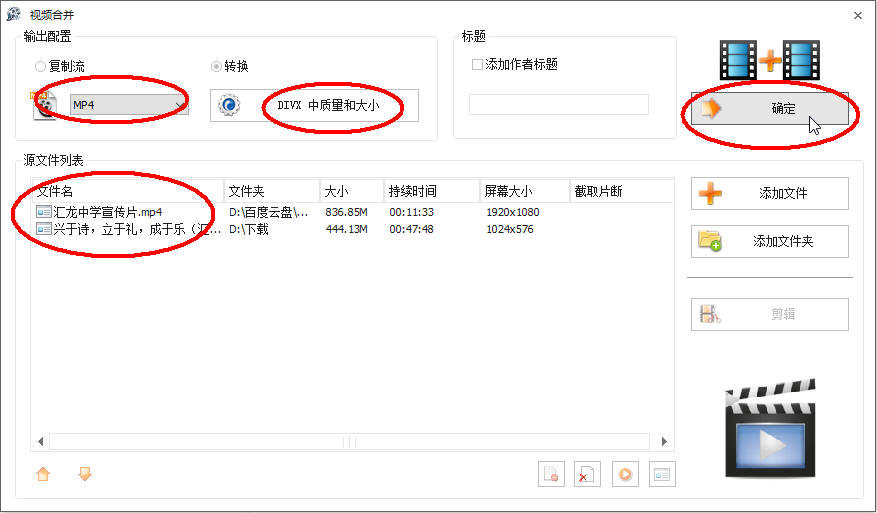 视频合并
输出配置
复制流
转换
MP4
DIVX 中质量和大小
标题
添加作者标题
确定
源文件列表
文件名 文件夹 大小 持续时间 屏幕大小 截取片断
汇龙中学宣传片.mp4 D:\百度云盘\... 836.85M 00:11:33 1920x1080
兴于诗，立于礼，成于乐（汇... D:\下载 444.13M 00:47:48 1024x576
添加文件
添加文件夹
剪辑